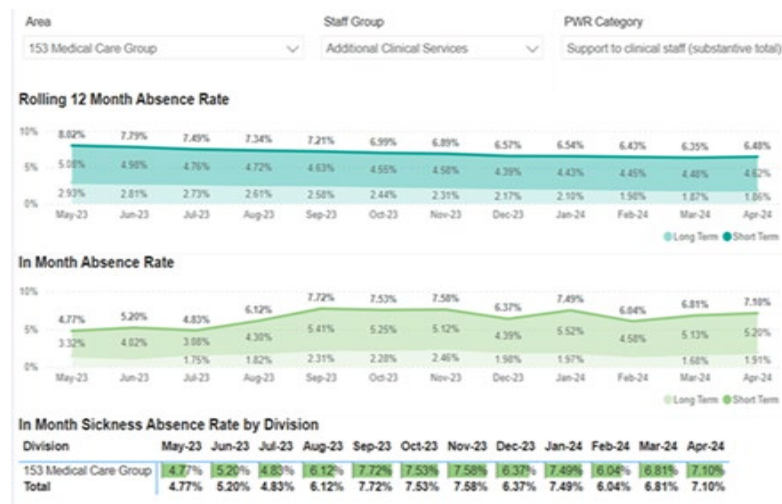 Area Staff Group PWR Category
153 Medical Care Group Additional Clinical Services Support to clinical staff (substantive total)
Rolling 12 Month Absence Rate
10% 8.02% 7.79% 7.49% 7.34% 7.21% 6.99% 6.89% 6.57% 6.54% 6.43% 6.35% 6.48%
5% 5.08% 4.98% 4.76% 4.72% 4.63% 4.55% 4.58% 4.39% 4.43% 4.45% 4.48% 4.62%
0% 2.93% 2.81% 2.73% 2.61% 2.58% 2.44% 2.31% 2.17% 2.10% 1.98% 1.87% 1.86%
May-23 Jun-23 Jul-23 Aug-23 Sep-23 Oct-23 Nov-23 Dec-23 Jan-24 Feb-24 Mar-24 Apr-24
Long Term Short Term
In Month Absence Rate
10% 4.77% 5.20% 4.83% 6.12% 7.72% 7.53% 7.58% 6.37% 7.49% 6.04% 6.81% 7.10%
5% 3.32% 4.02% 3.08% 4.30% 5.41% 5.25% 5.12% 4.39% 5.52% 4.58% 5.13% 5.20%
0% 1.75% 1.82% 2.31% 2.28% 2.46% 1.98% 1.97% 1.68% 1.91%
May-23 Jun-23 Jul-23 Aug-23 Sep-23 Oct-23 Nov-23 Dec-23 Jan-24 Feb-24 Mar-24 Apr-24
Long Term Short Term
In Month Sickness Absence Rate by Division
Division May-23 Jun-23 Jul-23 Aug-23 Sep-23 Oct-23 Nov-23 Dec-23 Jan-24 Feb-24 Mar-24 Apr-24
153 Medical Care Group 4.77% 5.20% 4.83% 6.12% 7.72% 7.53% 7.58% 6.37% 7.49% 6.04% 6.81% 7.10%
Total 4.77% 5.20% 4.83% 6.12% 7.72% 7.53% 7.58% 6.37% 7.49% 6.04% 6.81% 7.10%